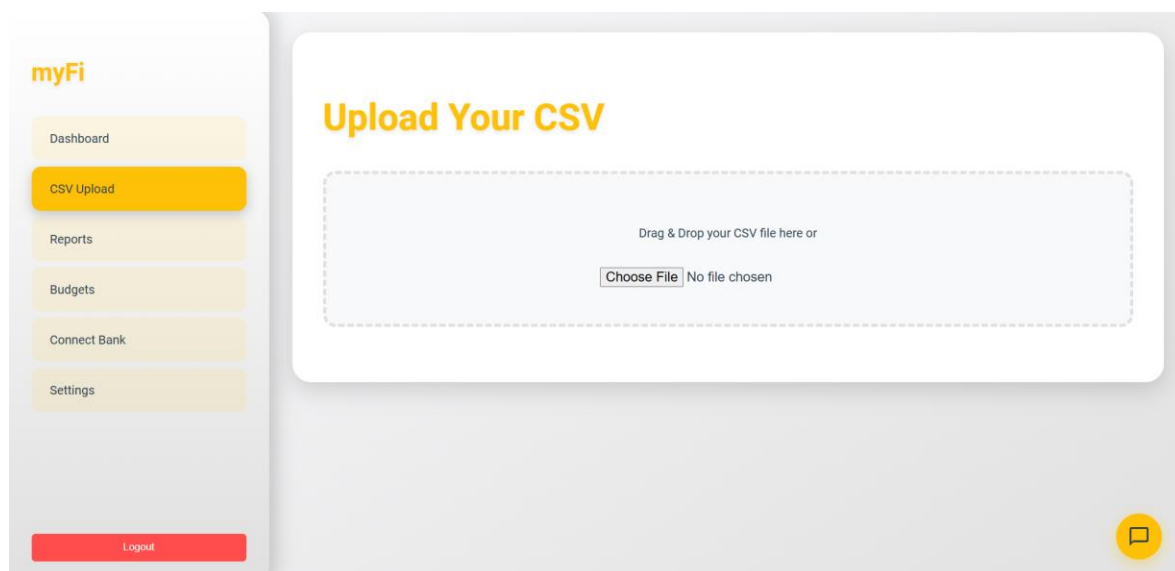 myFi
Dashboard
CSV Upload
Reports
Budgets
Connect Bank
Settings
Logout
Upload Your CSV
Drag & Drop your CSV file here or
Choose File No file chosen